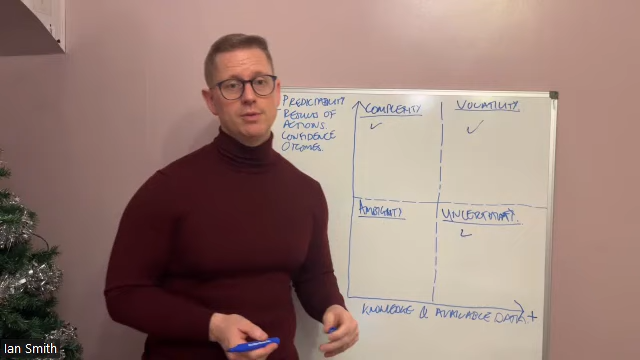 PREDICTABILITY
RESULTS OF
ACTIONS.
CONFIDENCE
OTCOMES.
COMPLEXITY
VOLATILITY
AMBIGUITY
UNCERTAINTY.
KNOWLEDGE & AVAILABLE DATA. +
Ian Smith